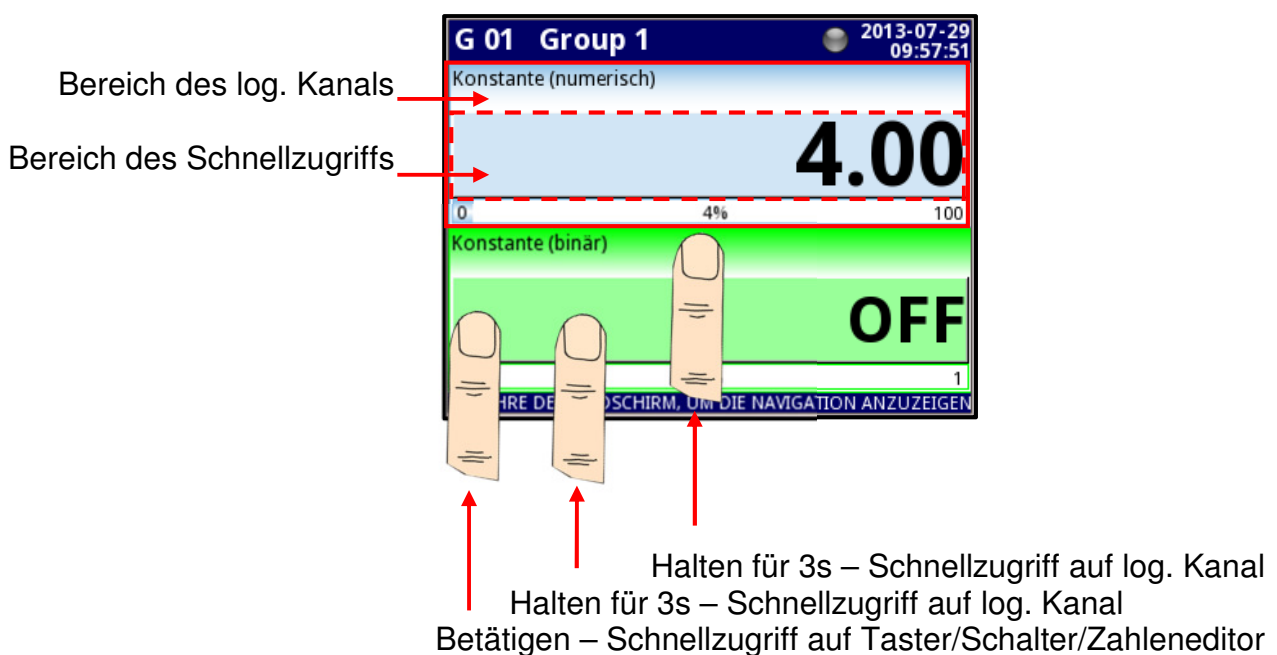 G 01 Group 1
2013-07-29
09:57:51
Bereich des log. Kanals
Konstante (numerisch)
Bereich des Schnellzugriffs
4.00
0 4% 100
Konstante (binär)
OFF
1
UM DIE NAVIGATION ANZUZEIGEN
Halten für 3s – Schnellzugriff auf log. Kanal
Halten für 3s – Schnellzugriff auf log. Kanal
Betätigen – Schnellzugriff auf Taster/Schalter/Zahleneditor